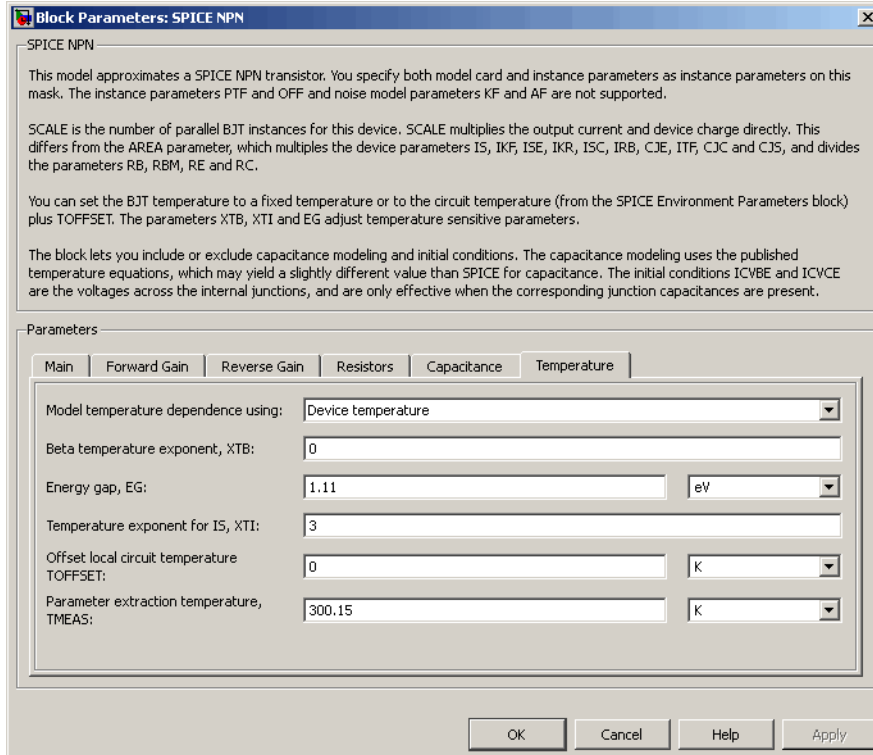 Block Parameters: SPICE NPN
SPICE NPN
This model approximates a SPICE NPN transistor. You specify both model card and instance parameters as instance parameters on this
mask. The instance parameters PTF and OFF and noise model parameters KF and AF are not supported.
SCALE is the number of parallel BJT instances for this device. SCALE multiplies the output current and device charge directly. This
differs from the AREA parameter, which multiples the device parameters IS, IKF, ISE, IKR, ISC, IRB, CJE, ITF, CJC and CJS, and divides
the parameters RB, RBM, RE and RC.
You can set the BJT temperature to a fixed temperature or to the circuit temperature (from the SPICE Environment Parameters block)
plus TOFFSET. The parameters XTB, XTI and EG adjust temperature sensitive parameters.
The block lets you include or exclude capacitance modeling and initial conditions. The capacitance modeling uses the published
temperature equations, which may yield a slightly different value than SPICE for capacitance. The initial conditions ICVBE and ICVCE
are the voltages across the internal junctions, and are only effective when the corresponding junction capacitances are present.
Parameters
Main Forward Gain Reverse Gain Resistors Capacitance Temperature
Model temperature dependence using: Device temperature
Beta temperature exponent, XTB: 0
Energy gap, EG: 1.11 eV
Temperature exponent for IS, XTI: 3
Offset local circuit temperature
TOFFSET: 0 K
Parameter extraction temperature,
TMEAS: 300.15 K
OK Cancel Help Apply